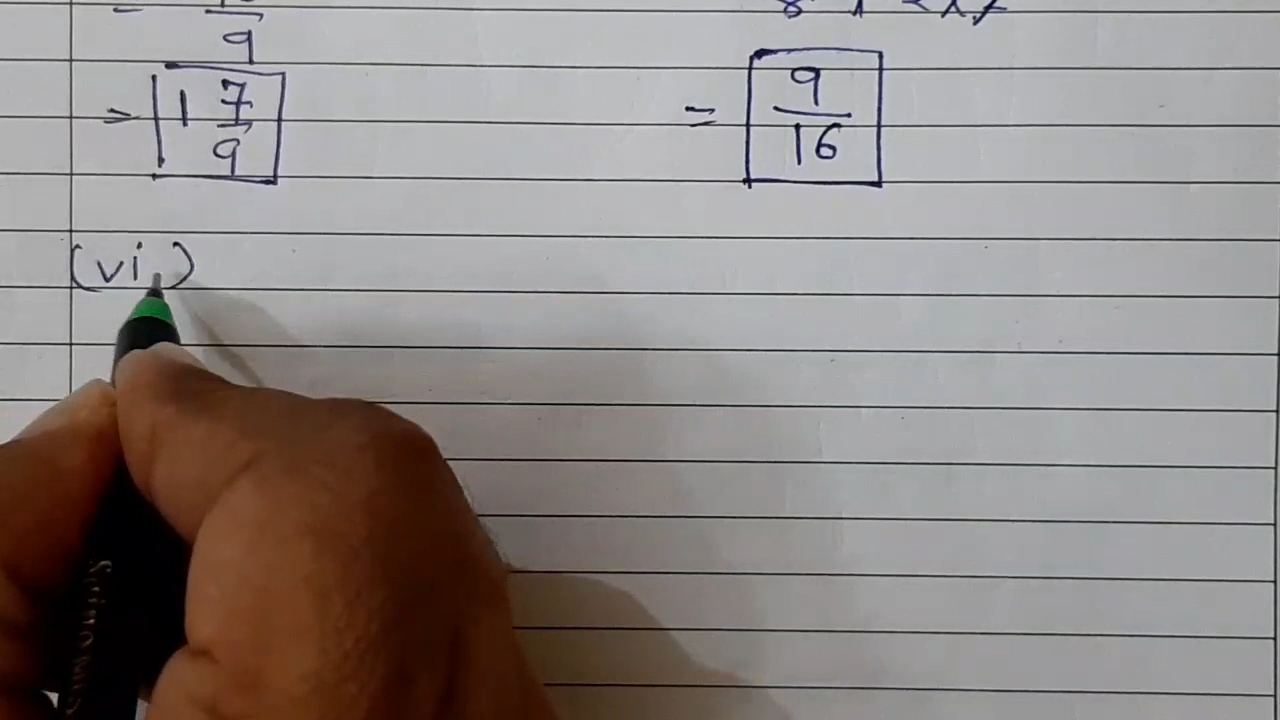 9
= 1 7/9
= 9/16
(vi)